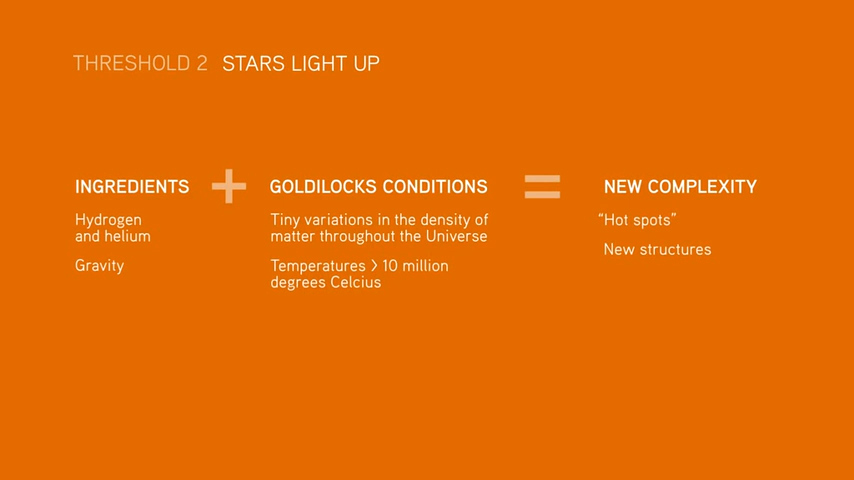 THRESHOLD 2 STARS LIGHT UP
INGREDIENTS + GOLDILOCKS CONDITIONS = NEW COMPLEXITY
Hydrogen
and helium
Gravity
Tiny variations in the density of
matter throughout the Universe
Temperatures > 10 million
degrees Celcius
“Hot spots”
New structures